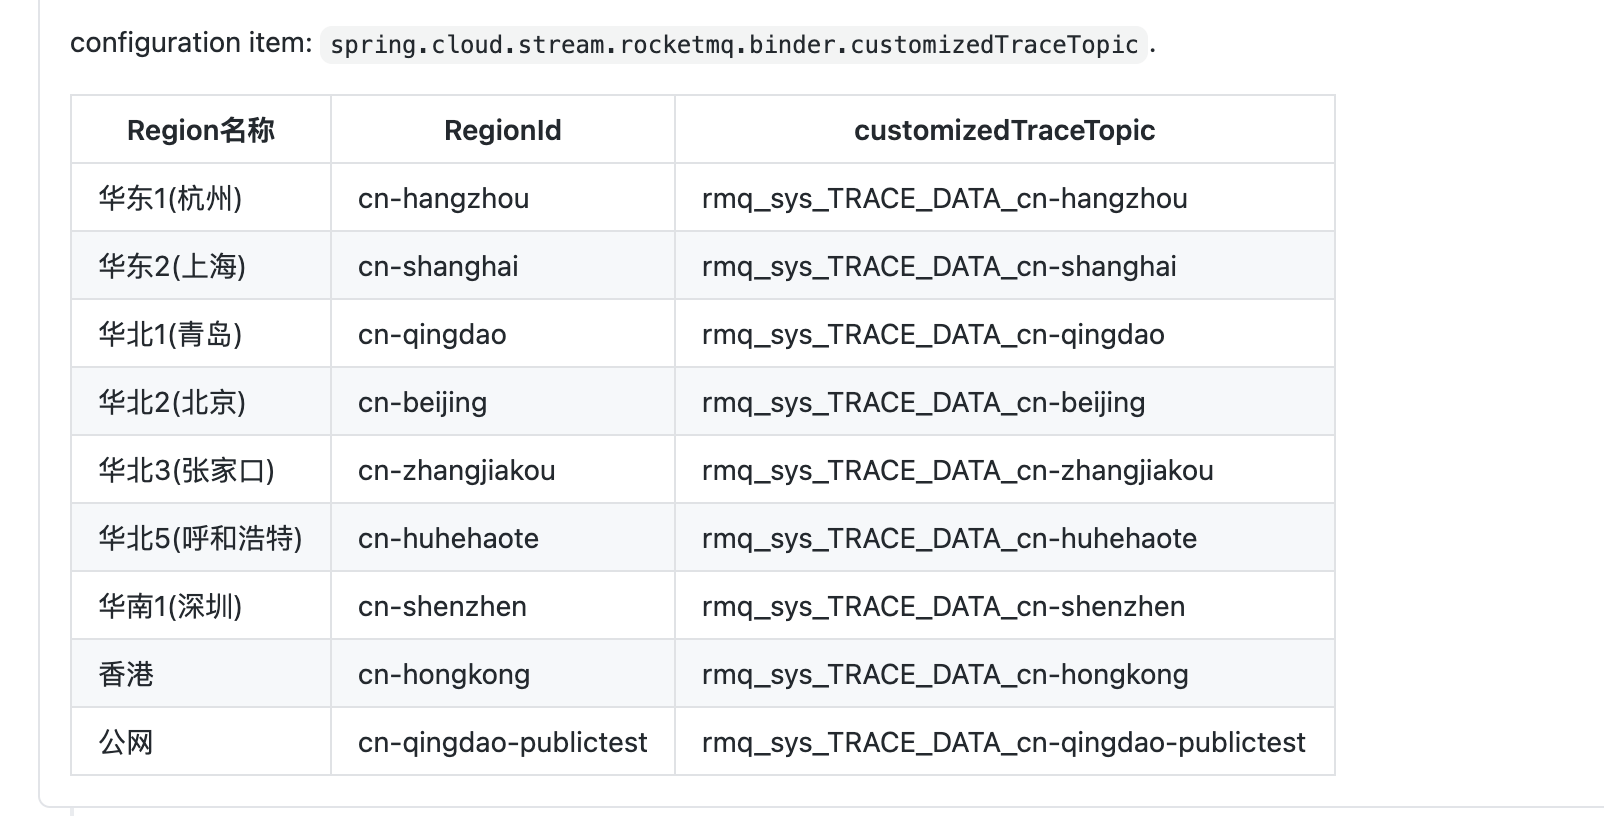 configuration item: spring.cloud.stream.rocketmq.binder.customizedTraceTopic.
Region名称 RegionId customizedTraceTopic
华东1(杭州) cn-hangzhou rmq_sys_TRACE_DATA_cn-hangzhou
华东2(上海) cn-shanghai rmq_sys_TRACE_DATA_cn-shanghai
华北1(青岛) cn-qingdao rmq_sys_TRACE_DATA_cn-qingdao
华北2(北京) cn-beijing rmq_sys_TRACE_DATA_cn-beijing
华北3(张家口) cn-zhangjiakou rmq_sys_TRACE_DATA_cn-zhangjiakou
华北5(呼和浩特) cn-huhehaote rmq_sys_TRACE_DATA_cn-huhehaote
华南1(深圳) cn-shenzhen rmq_sys_TRACE_DATA_cn-shenzhen
香港 cn-hongkong rmq_sys_TRACE_DATA_cn-hongkong
公网 cn-qingdao-publictest rmq_sys_TRACE_DATA_cn-qingdao-publictest